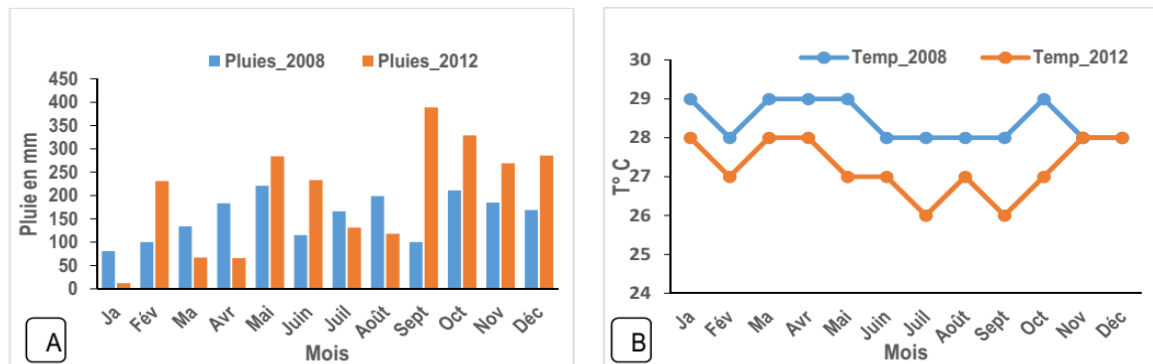 Pluies_2008 Pluies_2012
450
400
350
300
250
200
150
100
50
0
Pluie en mm
Ja Fév Ma Avr Mai Juin Juil Août Sept Oct Nov Déc
Mois
A
Temp_2008 Temp_2012
30
29
28
27
26
25
24
T° C
Ja Fév Ma Avr Mai Juin Juil Août Sept Oct Nov Déc
Mois
B